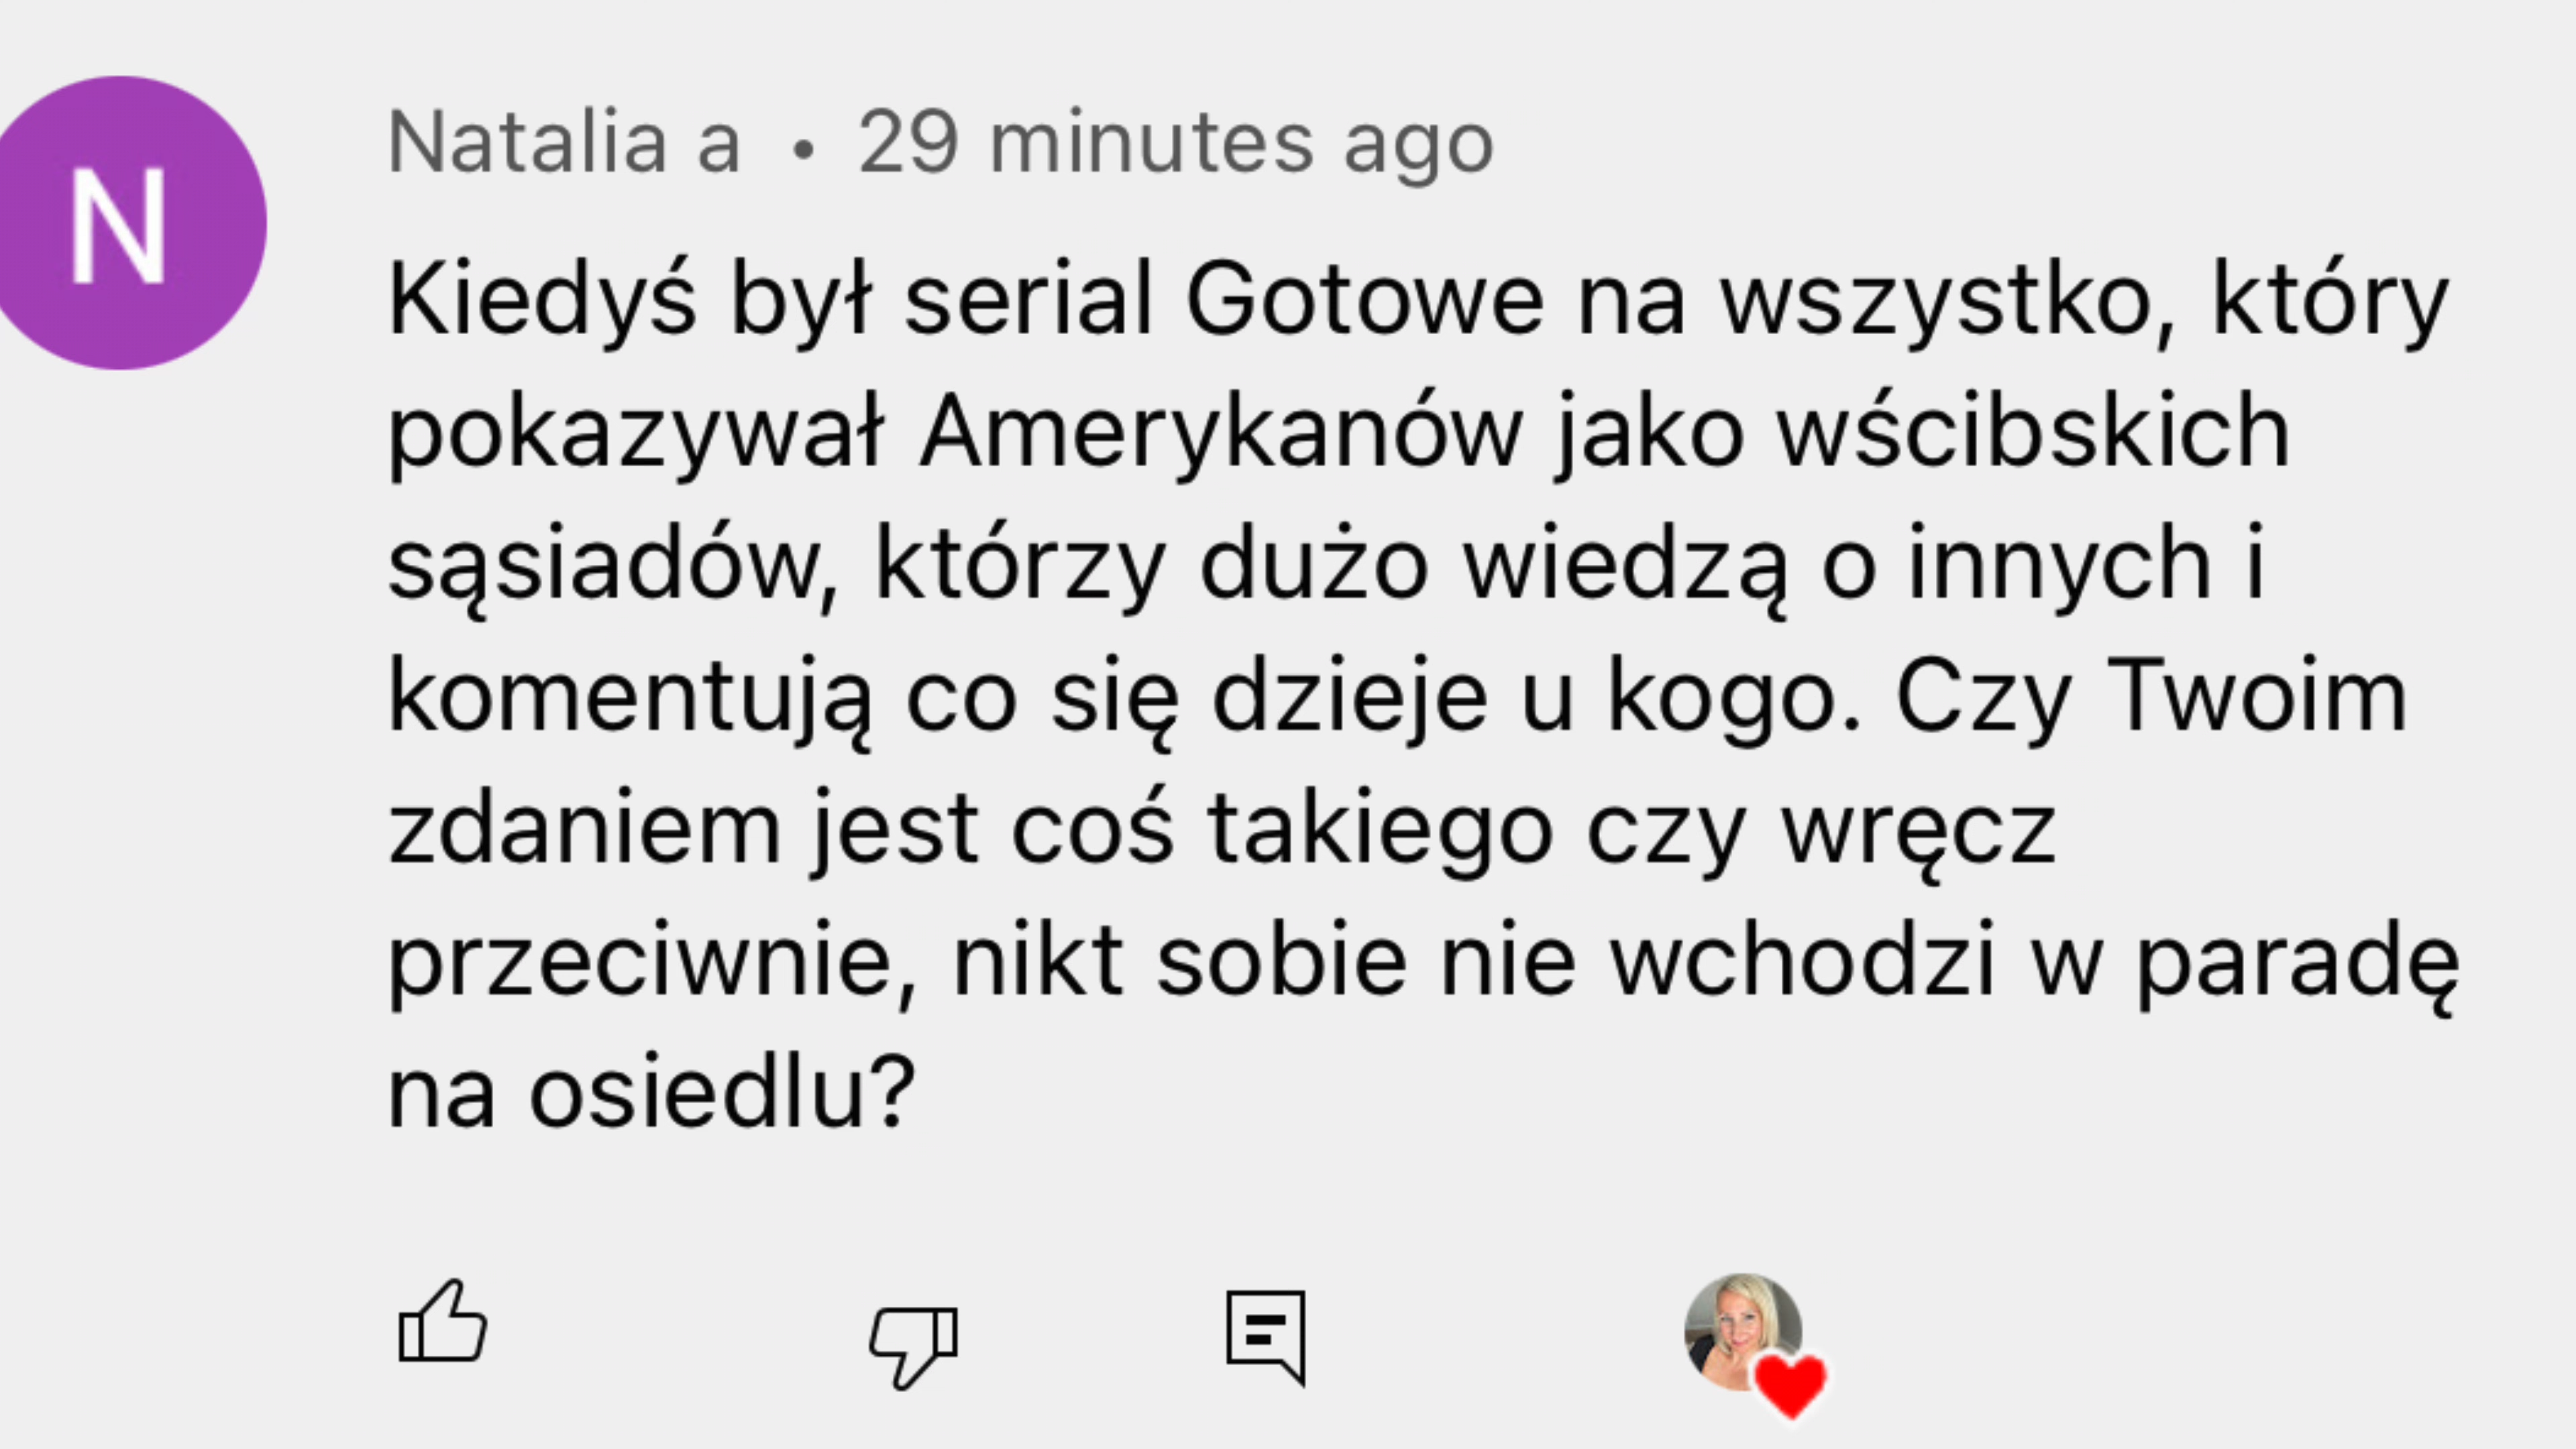 N
Natalia a • 29 minutes ago
Kiedyś był serial Gotowe na wszystko, który
pokazywał Amerykanów jako wścibskich
sąsiadów, którzy dużo wiedzą o innych i
komentują co się dzieje u kogo. Czy Twoim
zdaniem jest coś takiego czy wręcz
przeciwnie, nikt sobie nie wchodzi w paradę
na osiedlu?